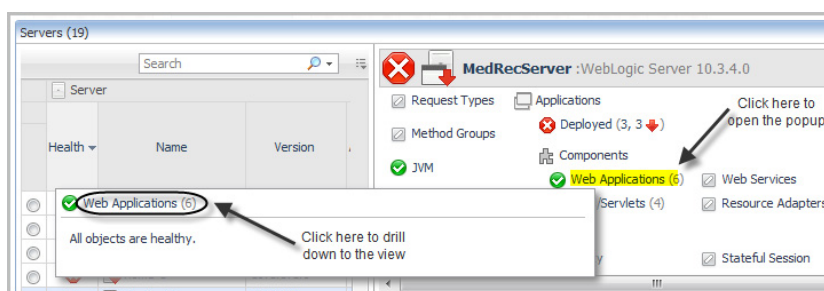 Servers (19)
Search
MedRecServer :WebLogic Server 10.3.4.0
Server
Health
Name
Version
Request Types
Applications
Click here to
open the popup
Deployed (3, 3)
Method Groups
Components
JVM
Web Applications (6)
Web Services
/Servlets (4)
Resource Adapters
Stateful Session
Web Applications (6)
All objects are healthy.
Click here to drill
down to the view